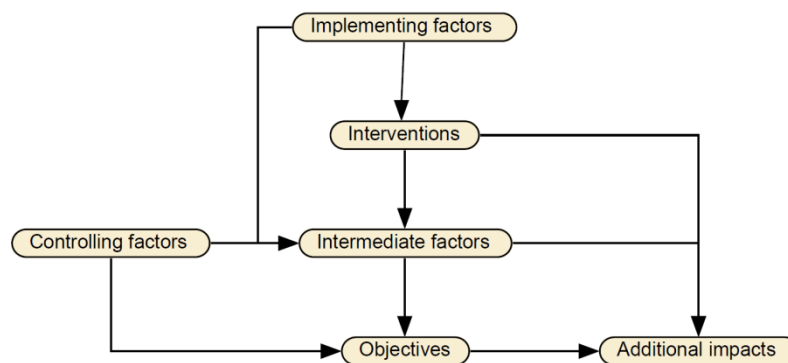 Implementing factors
Interventions
Controlling factors
Intermediate factors
Objectives
Additional impacts